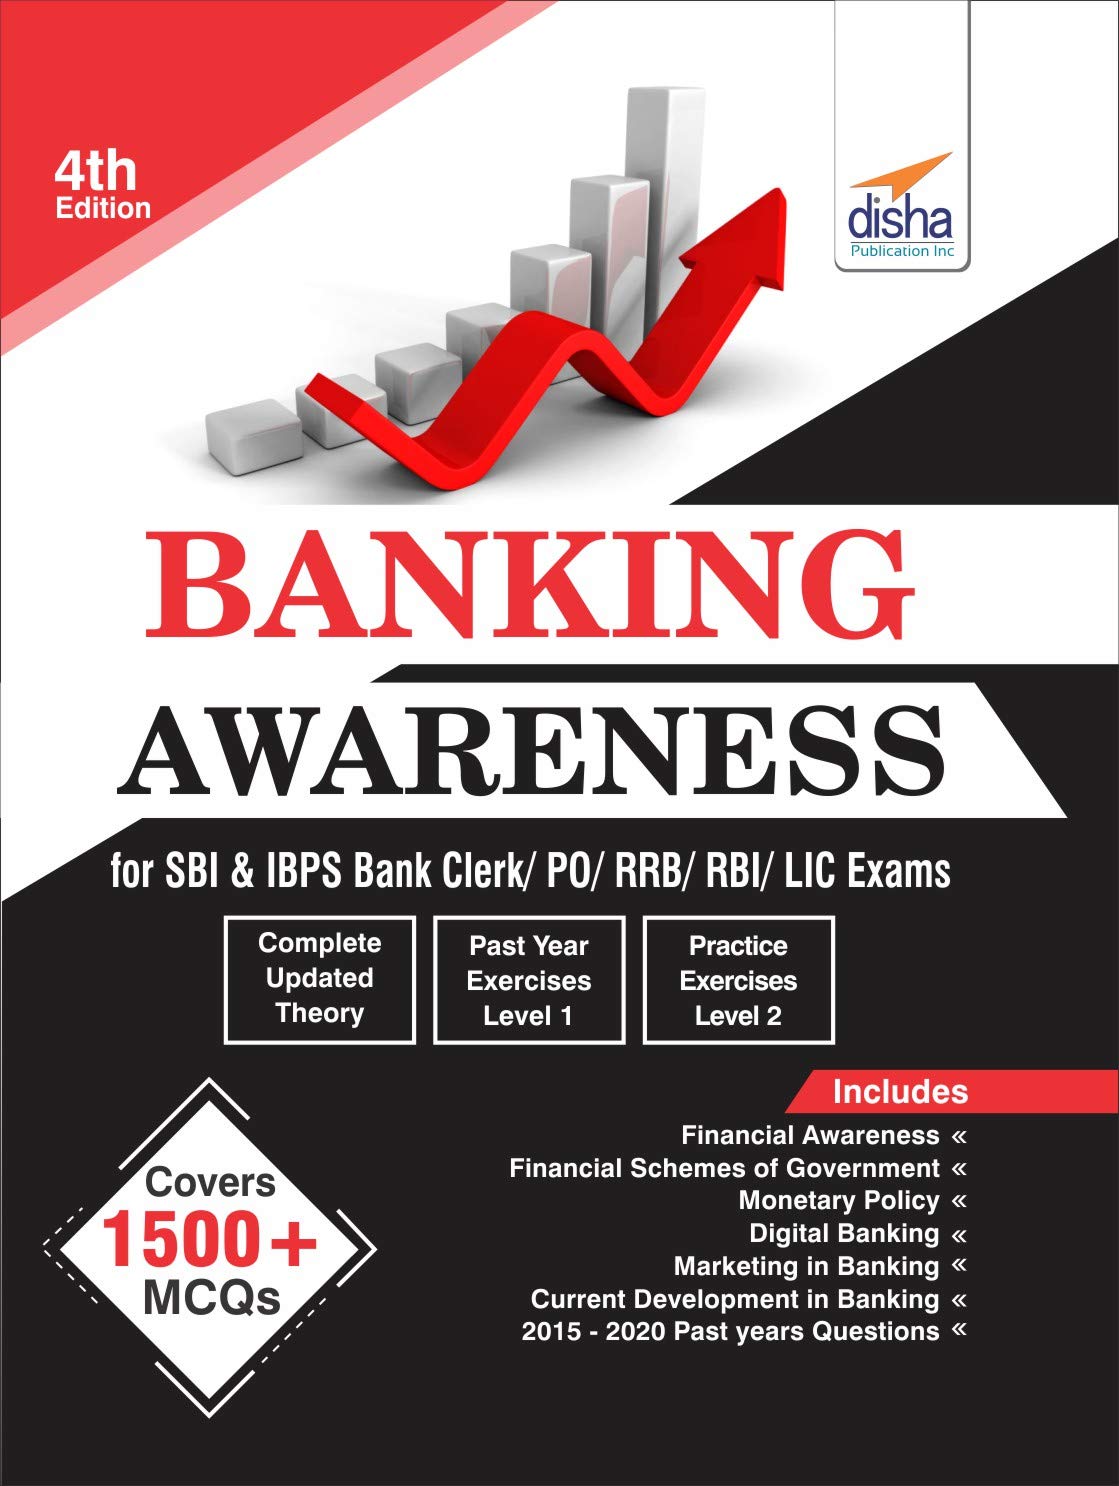 4th
Edition
disha
Publication Inc
BANKING
AWARENESS
for SBI & IBPS Bank Clerk/ PO/ RRB/ RBI/ LIC Exams
Complete
Updated
Theory
Past Year
Exercises
Level 1
Practice
Exercises
Level 2
Covers
1500+
MCQs
Includes
Financial Awareness «
Financial Schemes of Government «
Monetary Policy «
Digital Banking «
Marketing in Banking «
Current Development in Banking «
2015 - 2020 Past years Questions «